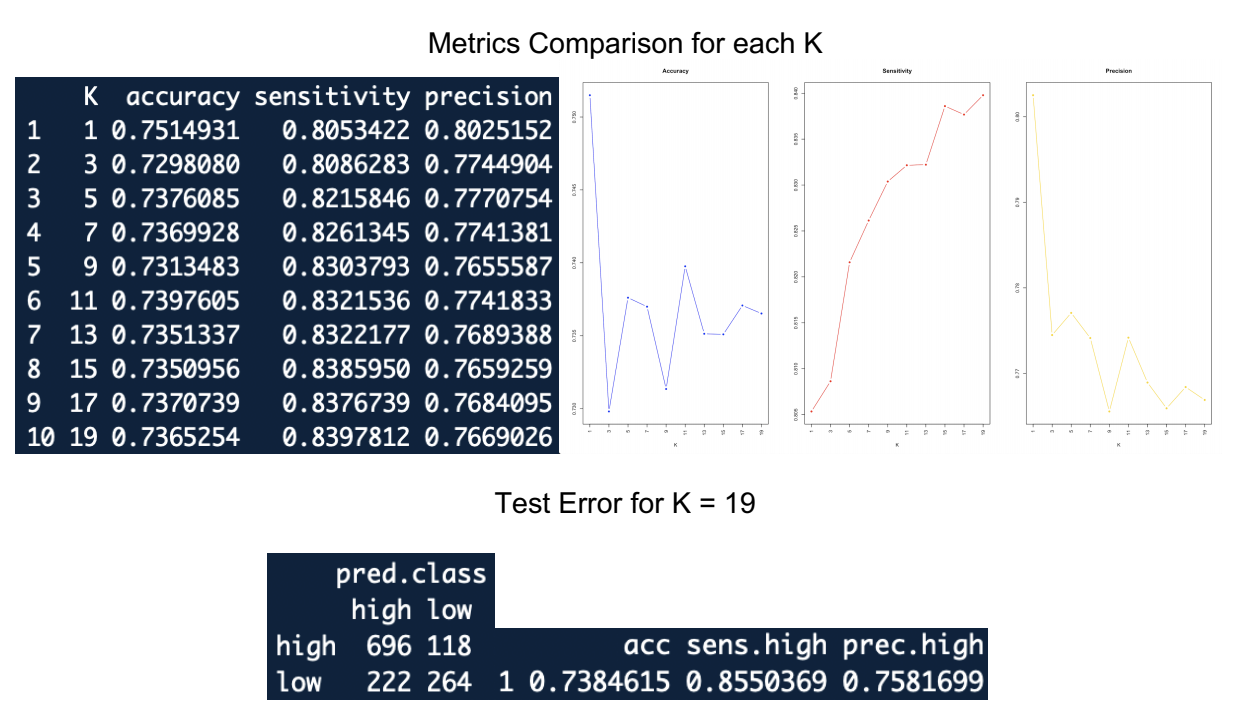 Metrics Comparison for each K
K accuracy sensitivity precision
1 1 0.7514931 0.8053422 0.8025152
2 3 0.7298080 0.8086283 0.7744904
3 5 0.7376085 0.8215846 0.7770754
4 7 0.7369928 0.8261345 0.7741381
5 9 0.7313483 0.8303793 0.7655587
6 11 0.7397605 0.8321536 0.7741833
7 13 0.7351337 0.8322177 0.7689388
8 15 0.7350956 0.8385950 0.7659259
9 17 0.7370739 0.8376739 0.7684095
10 19 0.7365254 0.8397812 0.7669026
Accuracy
0.750
0.745
0.740
0.735
0.730
1 3 5 7 9 11 13 15 17 19
K
Sensitivity
0.840
0.835
0.830
0.825
0.820
0.815
0.810
0.805
1 3 5 7 9 11 13 15 17 19
K
Precision
0.80
0.79
0.78
0.77
1 3 5 7 9 11 13 15 17 19
K
Test Error for K = 19
pred.class
high low
high 696 118
low 222 264
acc sens.high prec.high
1 0.7384615 0.8550369 0.7581699